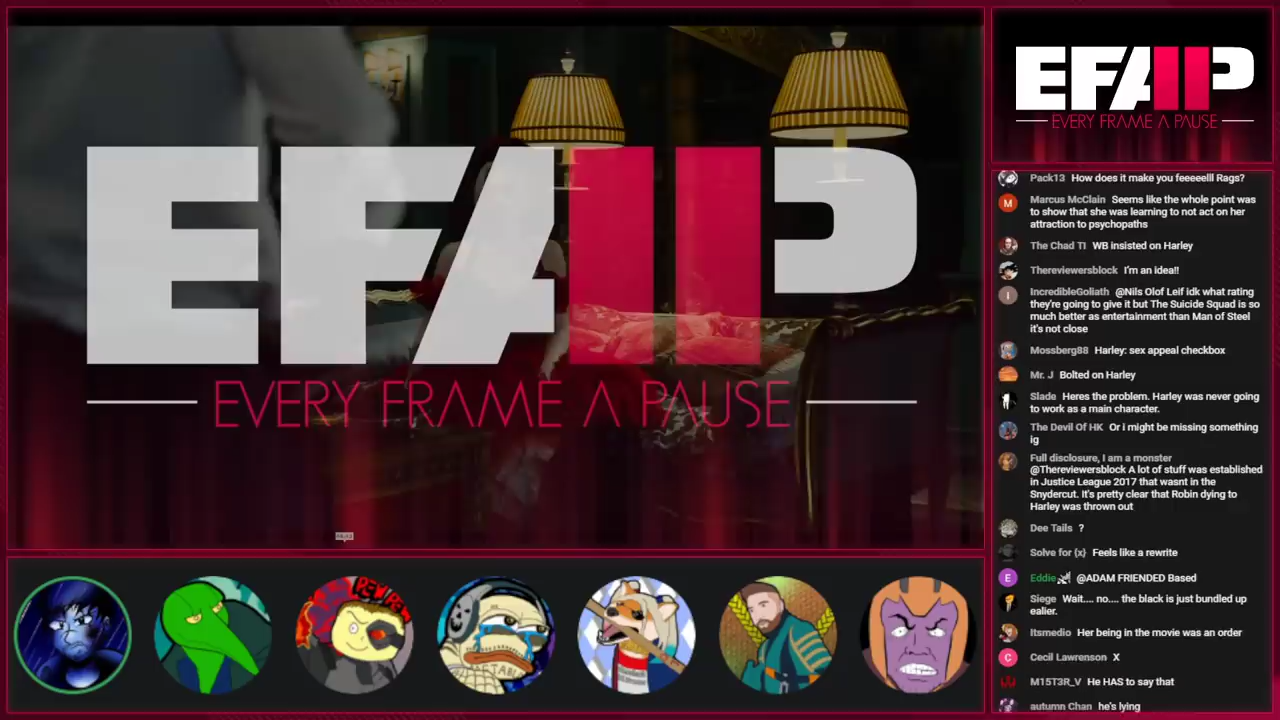 EFAIIP
EVERY FRAME A PAUSE
EFAIIP
EVERY FRAME A PAUSE
Pack13 How does it make you feeeeelll Rags?
Marcus McClain Seems like the whole point was
to show that she was learning to not act on her
attraction to psychopaths
The Chad TI WB insisted on Harley
Thereviewersblock I'm an idea!!
IncredibleGoliath @Nils Olof Leif idk what rating
they're going to give it but The Suicide Squad is so
much better as entertainment than Man of Steel
it's not close
Mossberg88 Harley: sex appeal checkbox
Mr. J Bolted on Harley
Slade Heres the problem. Harley was never going
to work as a main character.
The Devil Of HK Or i might be missing something
ig
Full disclosure, I am a monster
@Thereviewersblock A lot of stuff was established
in Justice League 2017 that wasnt in the
Snydercut. It's pretty clear that Robin dying to
Harley was thrown out
Dee Tails ?
Solve for {x} Feels like a rewrite
E Eddie @ADAM FRIENDED Based
Siege Wait.... no.... the black is just bundled up
ealier.
Itsmedio Her being in the movie was an order
C Cecil Lawrenson X
M15T3R_V He HAS to say that
autumn Chan he's lying